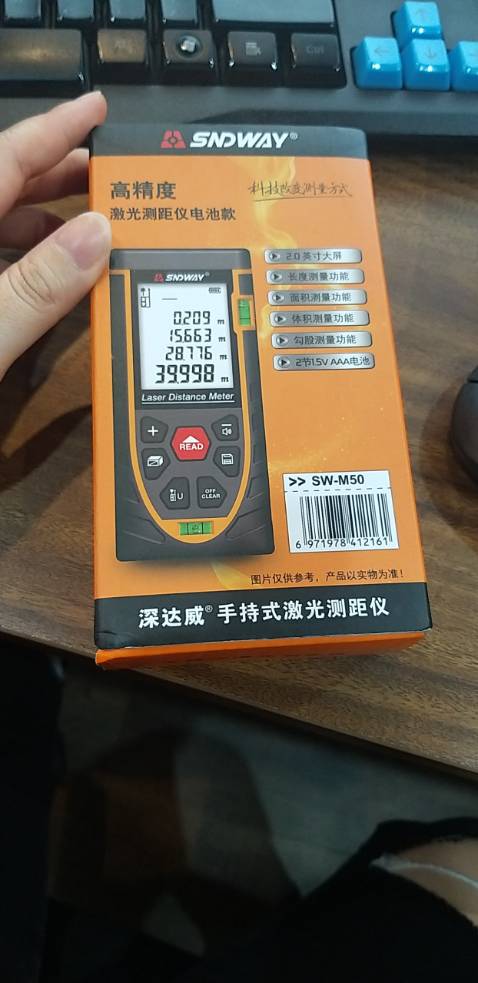 SNDWAY®
高精度
激光测距仪电池款
科技改变测量方式
2.0英寸大屏
长度测量功能
面积测量功能
体积测量功能
勾股测量功能
2节1.5V AAA电池
SNDWAY®
0.209 m
15.663 m
28.776 m
39.998 m
Laser Distance Meter
READ
U
OFF
CLEAR
>> SW-M50
6 971978 412161
图片仅供参考，产品以实物为准！
深达威®手持式激光测距仪